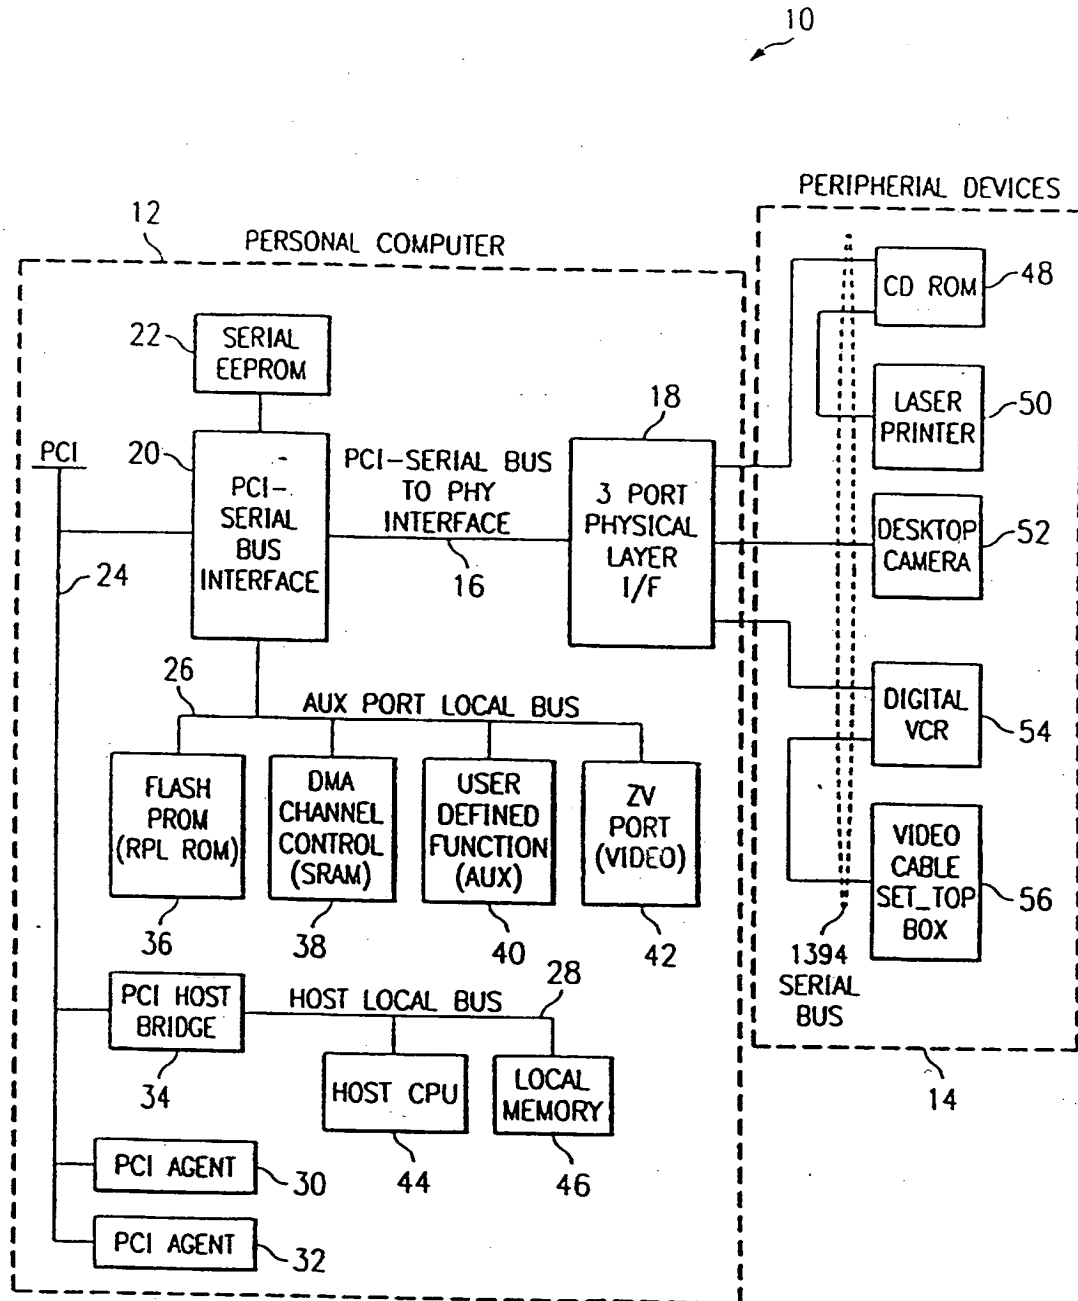 10
PERIPHERIAL DEVICES
12
PERSONAL COMPUTER
CD ROM
48
22
SERIAL
EEPROM
18
LASER
PRINTER
50
PCI
20
PCI-
SERIAL
BUS
INTERFACE
PCI-SERIAL BUS
TO PHY
INTERFACE
16
3 PORT
PHYSICAL
LAYER
I/F
DESKTOP
CAMERA
52
24
26
AUX PORT LOCAL BUS
DIGITAL
VCR
54
FLASH
PROM
(RPL ROM)
36
DMA
CHANNEL
CONTROL
(SRAM)
38
USER
DEFINED
FUNCTION
(AUX)
40
ZV
PORT
(VIDEO)
42
VIDEO
CABLE
SET_TOP
BOX
56
1394
SERIAL
BUS
14
PCI HOST
BRIDGE
34
HOST LOCAL BUS
28
HOST CPU
44
LOCAL
MEMORY
46
PCI AGENT
30
PCI AGENT
32